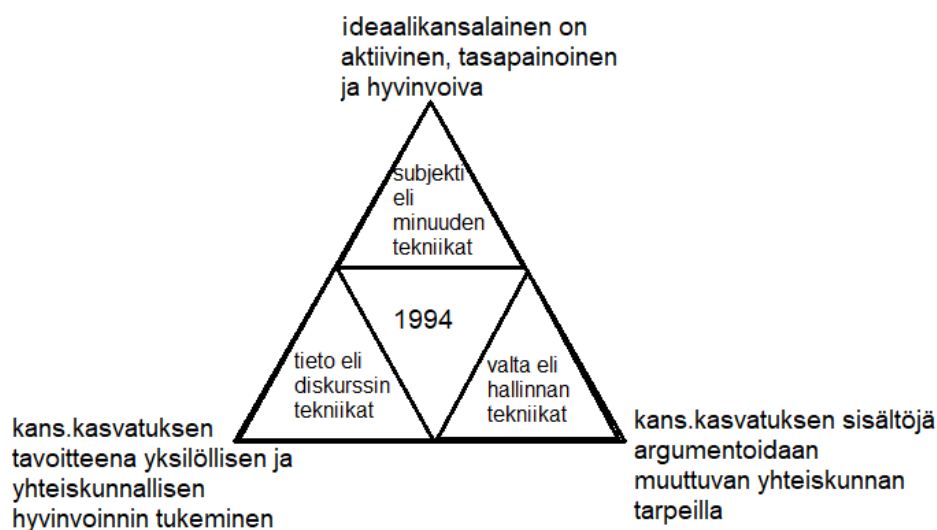 ideaalikansalainen on
aktiivinen, tasapainoinen
ja hyvinvoiva
subjekti
eli
minuuden
tekniikat
1994
tieto eli
diskurssin
tekniikat
valta eli
hallinnan
tekniikat
kans.kasvatuksen
tavoitteena yksilöllisen ja
yhteiskunnallisen
hyvinvoinnin tukeminen
kans.kasvatuksen sisältöjä
argumentoidaan
muuttuvan yhteiskunnan
tarpeilla